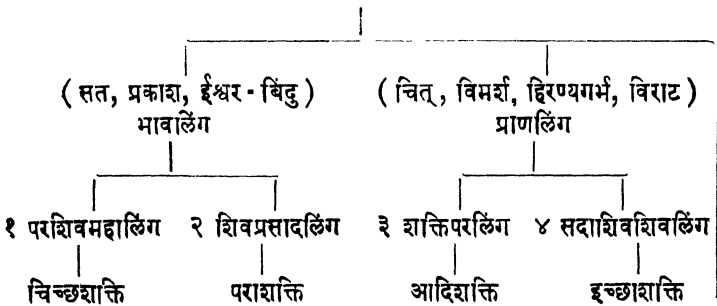 ( सत, प्रकाश, ईश्वर - बिंदु ) ( चित्, विमर्श, हिरण्यगर्भ, विराट )
भावालिंग प्राणलिंग
१ परशिवमहालिंग २ शिवप्रसादलिंग ३ शक्तिपरलिंग ४ सदाशिवशिवलिंग
चिच्छशक्ति पराशक्ति आदिशक्ति इच्छाशक्ति